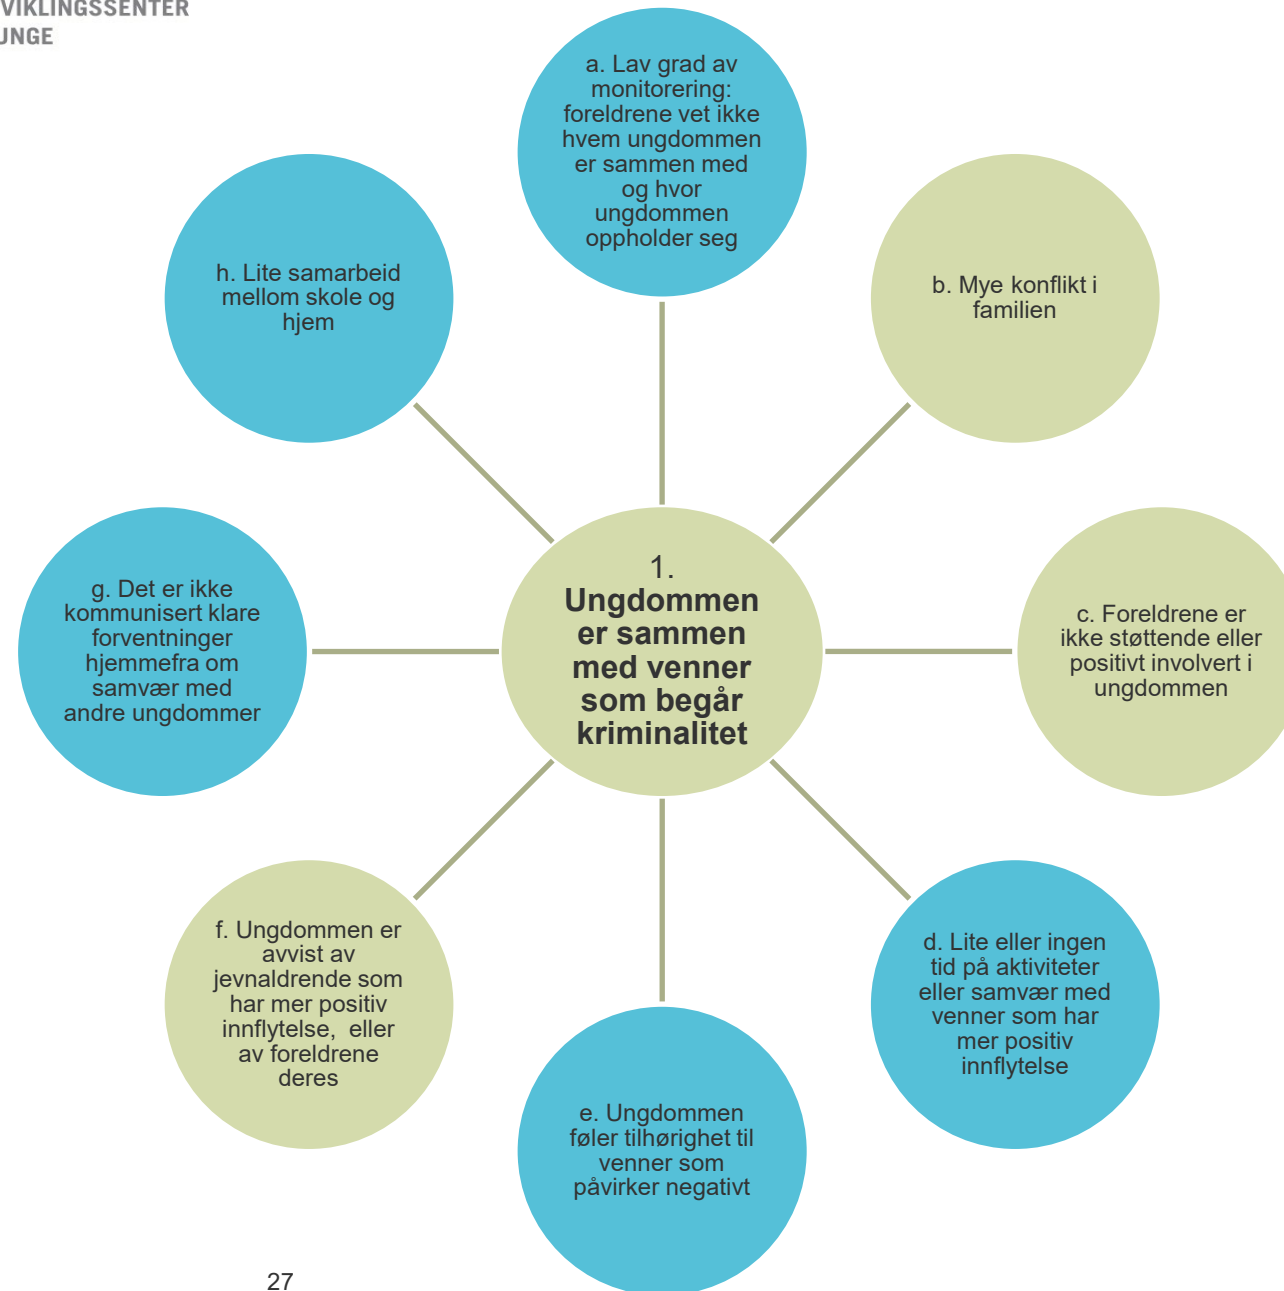 UNGE
a. Lav grad av
monitorering:
foreldrene vet ikke
hvem ungdommen
er sammen med
og hvor
ungdommen
oppholder seg
b. Mye konflikt i
familien
c. Foreldrene er
ikke støttende eller
positivt involvert i
ungdommen
d. Lite eller ingen
tid på aktiviteter
eller samvær med
venner som har
mer positiv
innflytelse
e. Ungdommen
føler tilhørighet til
venner som
påvirker negativt
f. Ungdommen er
avvist av
jevnaldrende som
har mer positiv
innflytelse, eller
av foreldrene
deres
g. Det er ikke
kommunisert klare
forventninger
hjemmefra om
samvær med
andre ungdommer
h. Lite samarbeid
mellom skole og
hjem
1.
Ungdommen
er sammen
med venner
som begår
kriminalitet
27